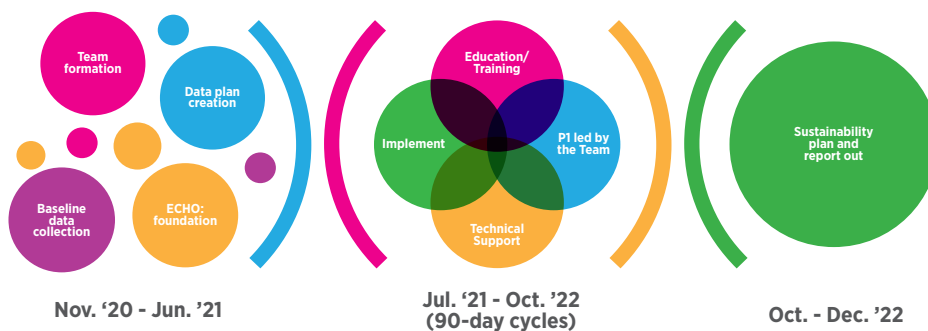 Team
formation
Data plan
creation
Baseline
data
collection
ECHO:
foundation
Nov. ‘20 - Jun. ’21
Education/
Training
Implement
P1 led by
the Team
Technical
Support
Jul. ‘21 - Oct. ’22
(90-day cycles)
Sustainability
plan and
report out
Oct. - Dec. ’22